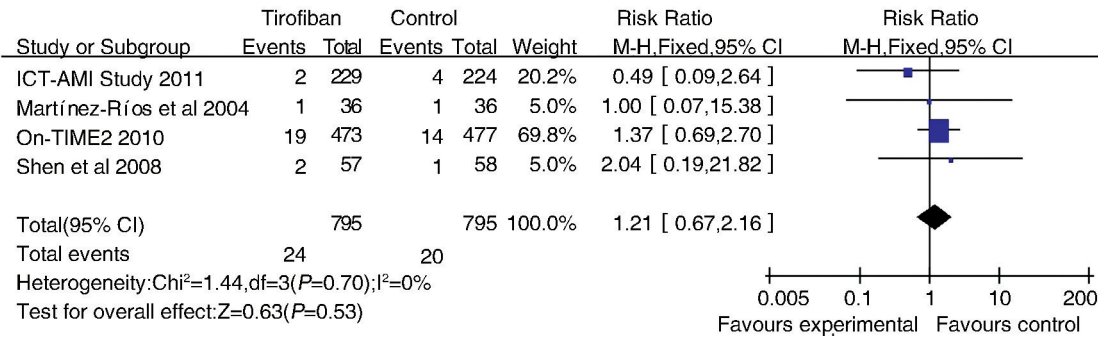 Tirofiban Control Risk Ratio Risk Ratio
Study or Subgroup Events Total Events Total Weight M-H,Fixed,95% CI M-H,Fixed,95% CI
ICT-AMI Study 2011 2 229 4 224 20.2% 0.49 [ 0.09,2.64 ]
Martínez-Ríos et al 2004 1 36 1 36 5.0% 1.00 [ 0.07,15.38 ]
On-TIME2 2010 19 473 14 477 69.8% 1.37 [ 0.69,2.70 ]
Shen et al 2008 2 57 1 58 5.0% 2.04 [ 0.19,21.82 ]
Total(95% CI) 795 795 100.0% 1.21 [ 0.67,2.16 ]
Total events 24 20
Heterogeneity:Chi²=1.44,df=3(P=0.70);I²=0%
Test for overall effect:Z=0.63(P=0.53)
0.005 0.1 1 10 200
Favours experimental Favours control